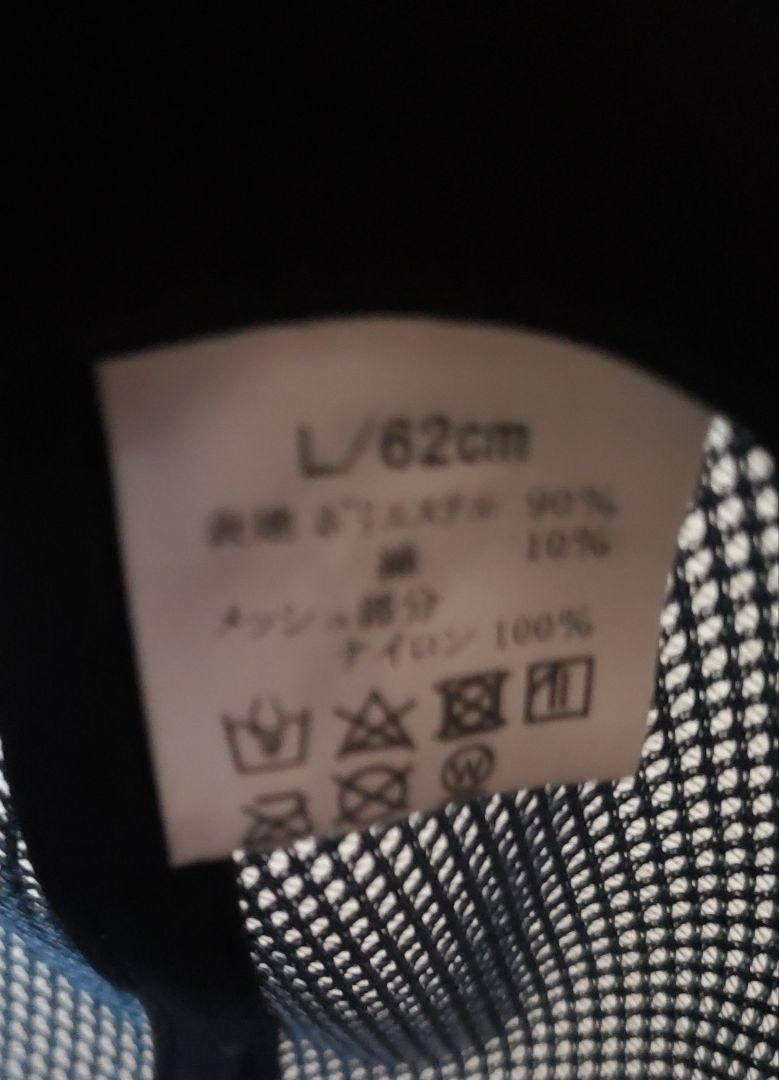 L/62cm
表地 ポリエステル 90%
綿 10%
メッシュ部分
ナイロン 100%
W